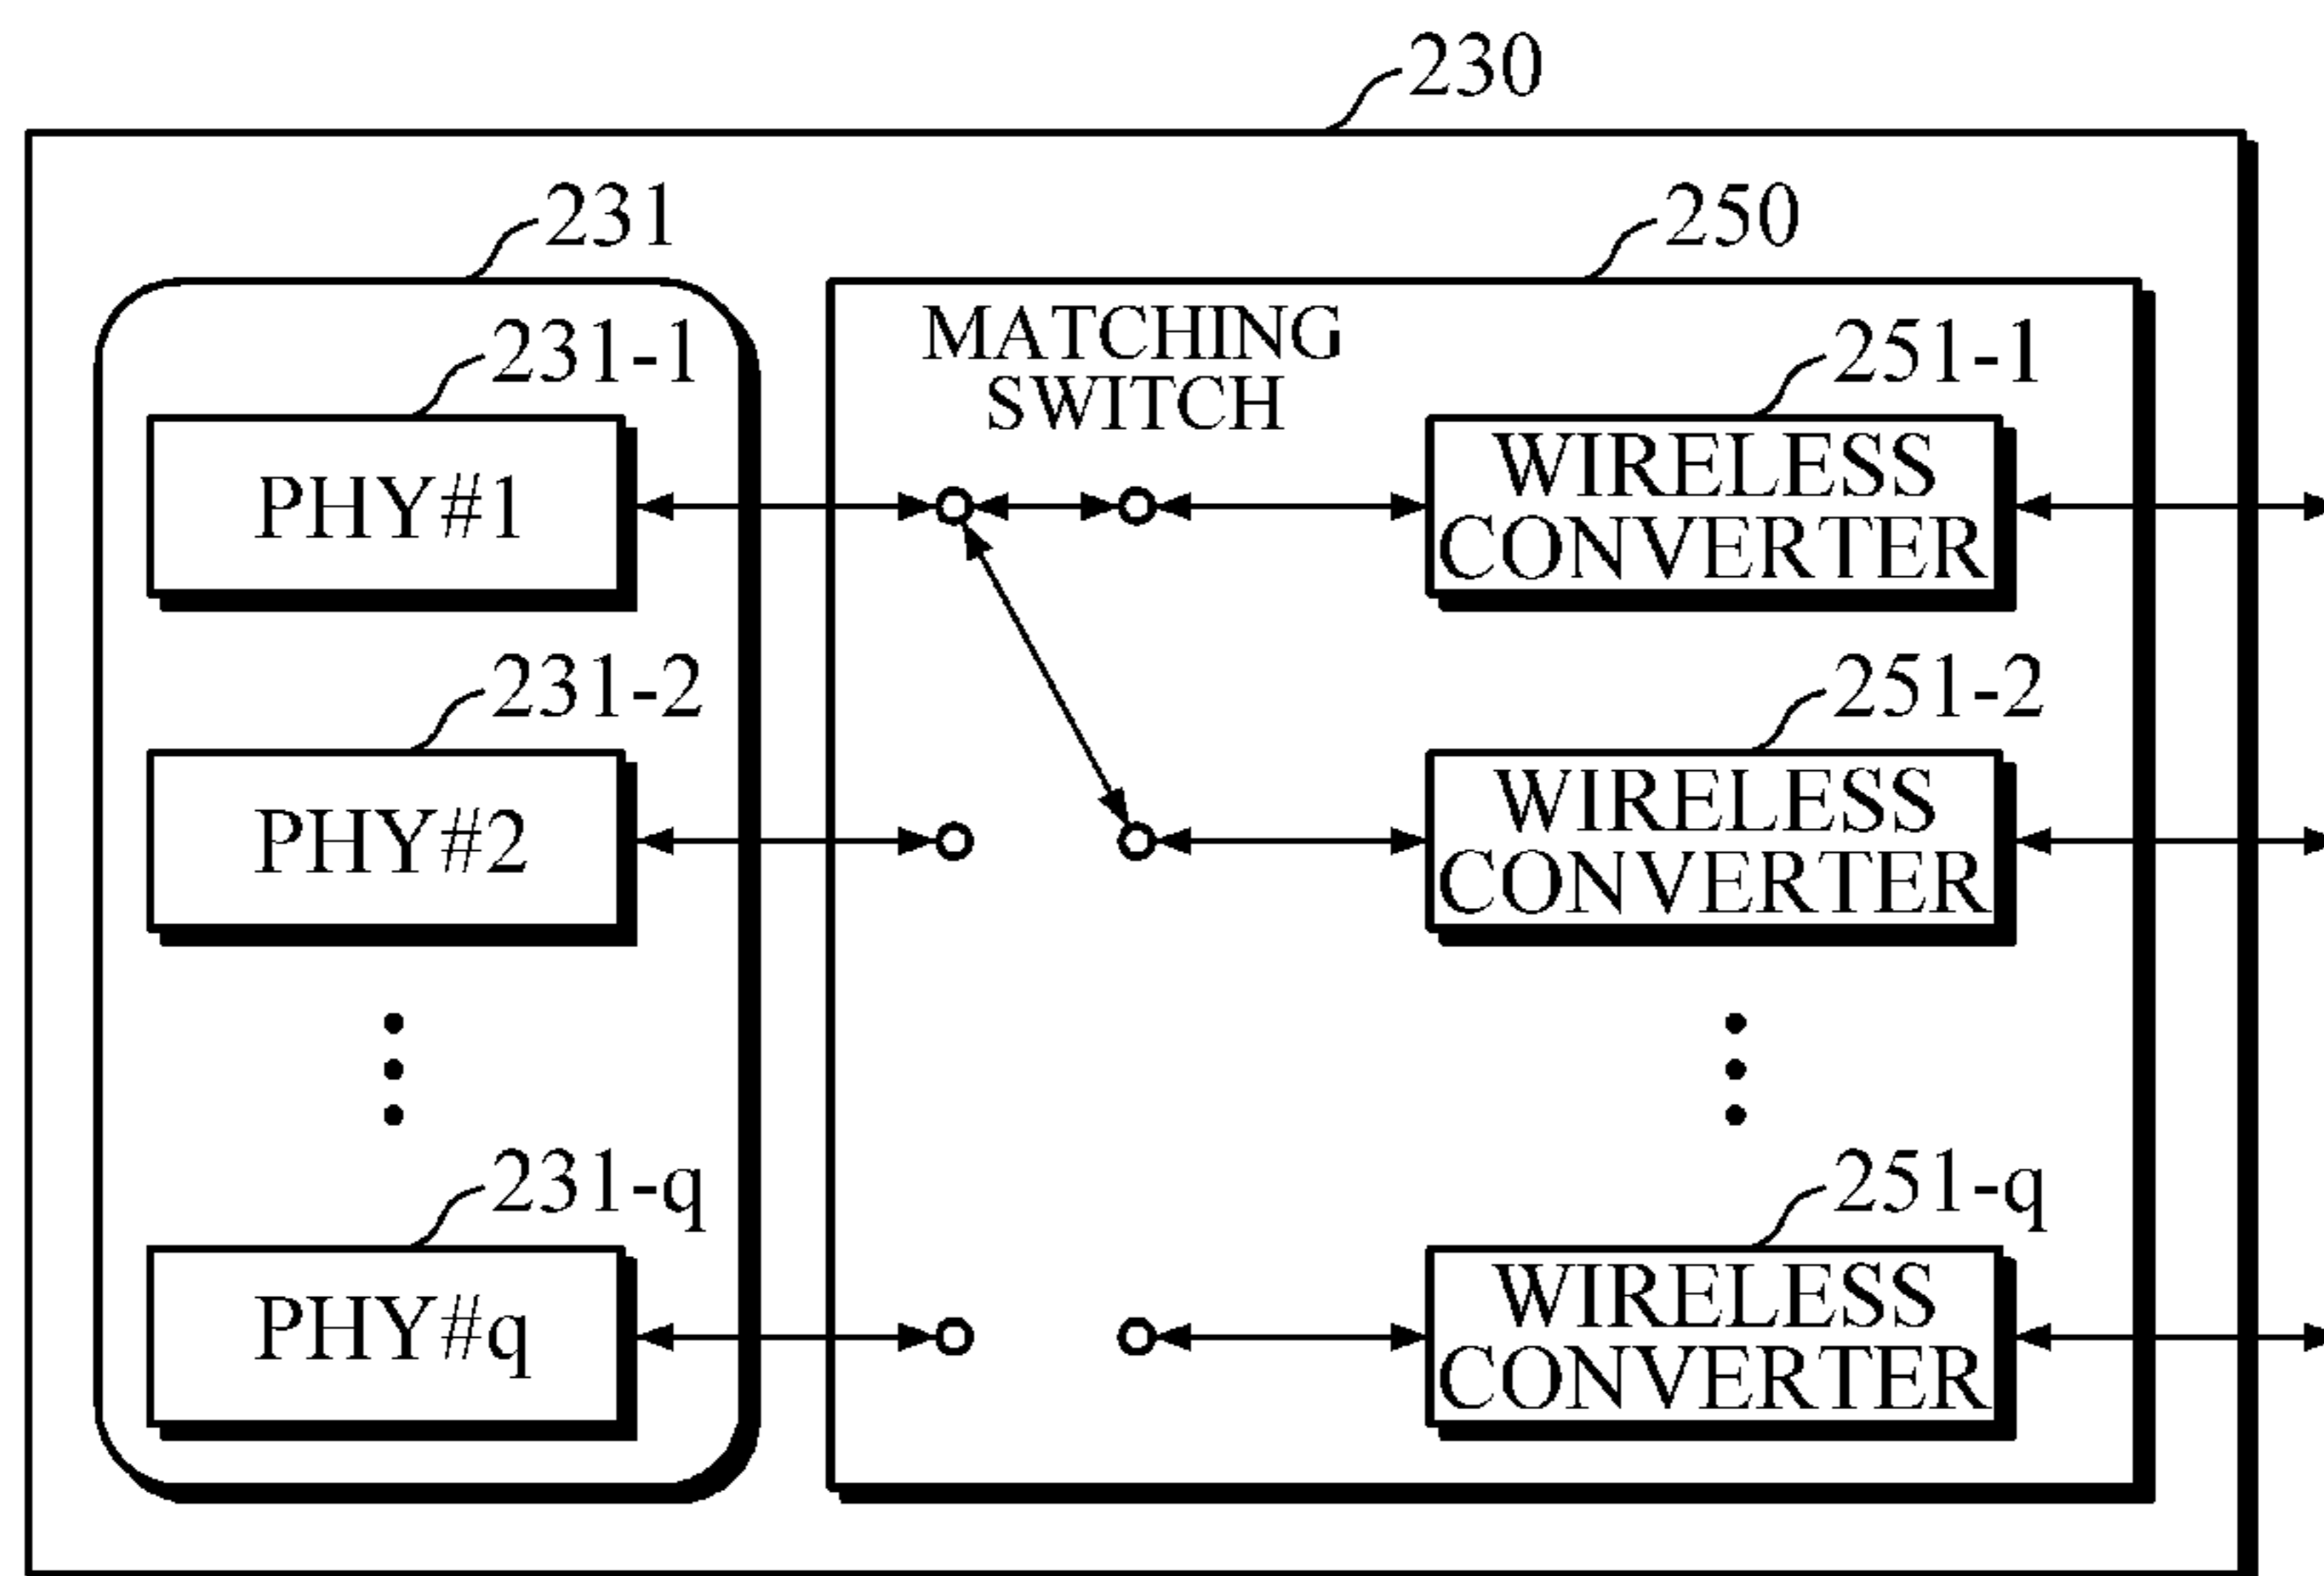 230
231
250
MATCHING
SWITCH
231-1
251-1
PHY#1
WIRELESS
CONVERTER
231-2
251-2
PHY#2
WIRELESS
CONVERTER
231-q
251-q
PHY#q
WIRELESS
CONVERTER